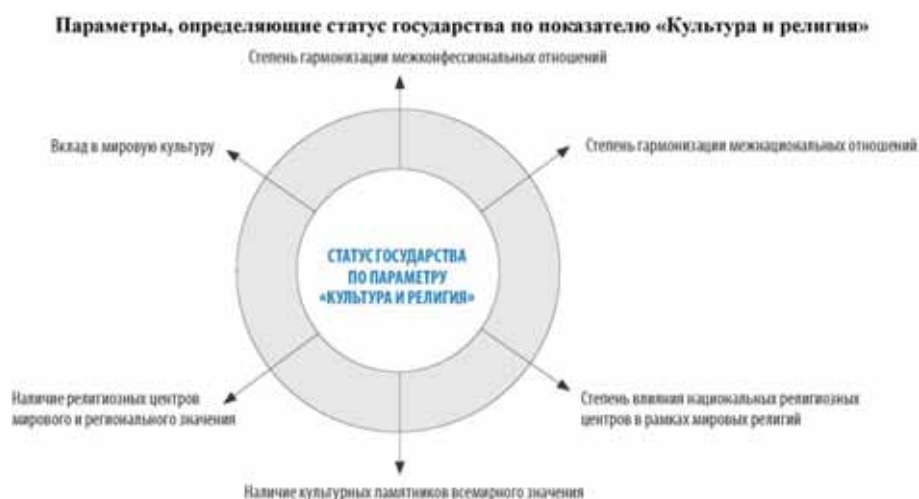 Параметры, определяющие статус государства по показателю «Культура и религия»
Степень гармонизации межконфессиональных отношений
Вклад в мировую культуру
Степень гармонизации межнациональных отношений
СТАТУС ГОСУДАРСТВА
ПО ПАРАМЕТРУ
«КУЛЬТУРА И РЕЛИГИЯ»
Наличие религиозных центров
мирового и регионального значения
Степень влияния национальных религиозных
центров в рамках мировых религий
Наличие культурных памятников всемирного значения